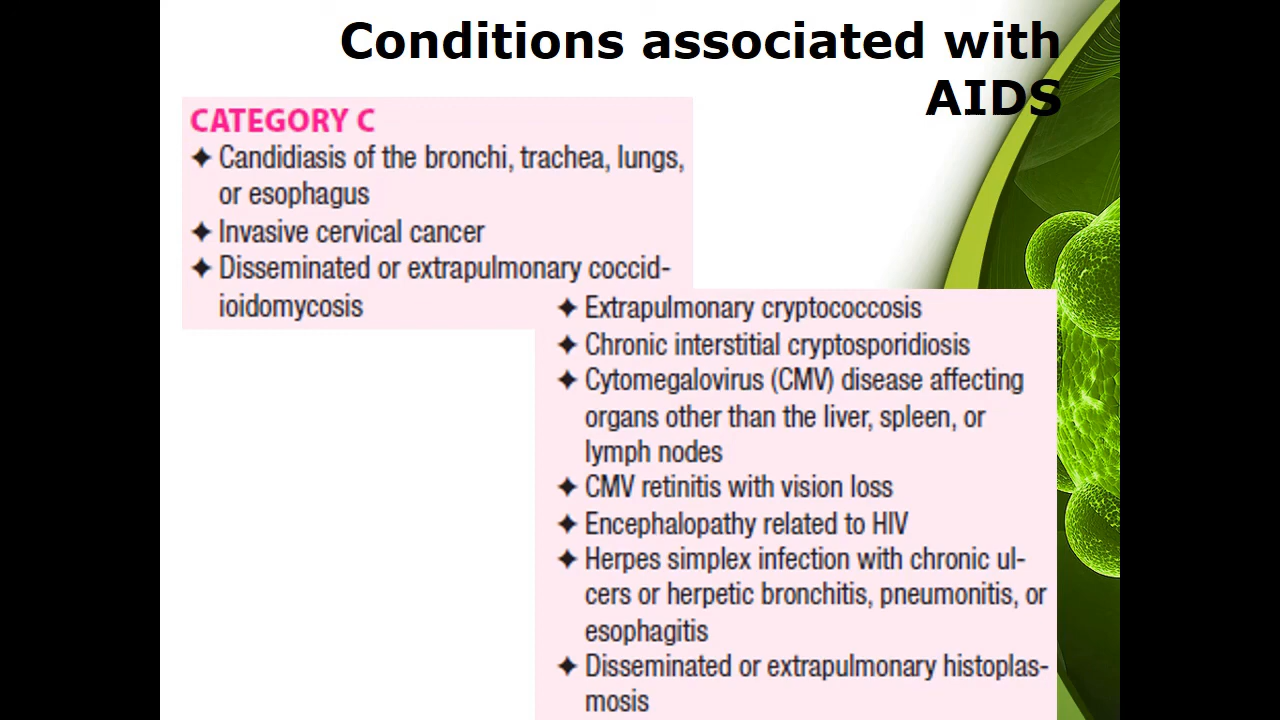 Conditions associated with
AIDS
CATEGORY C
✦ Candidiasis of the bronchi, trachea, lungs,
or esophagus
✦ Invasive cervical cancer
✦ Disseminated or extrapulmonary coccid-
ioidomycosis
✦ Extrapulmonary cryptococcosis
✦ Chronic interstitial cryptosporidiosis
✦ Cytomegalovirus (CMV) disease affecting
organs other than the liver, spleen, or
lymph nodes
✦ CMV retinitis with vision loss
✦ Encephalopathy related to HIV
✦ Herpes simplex infection with chronic ul-
cers or herpetic bronchitis, pneumonitis, or
esophagitis
✦ Disseminated or extrapulmonary histoplas-
mosis